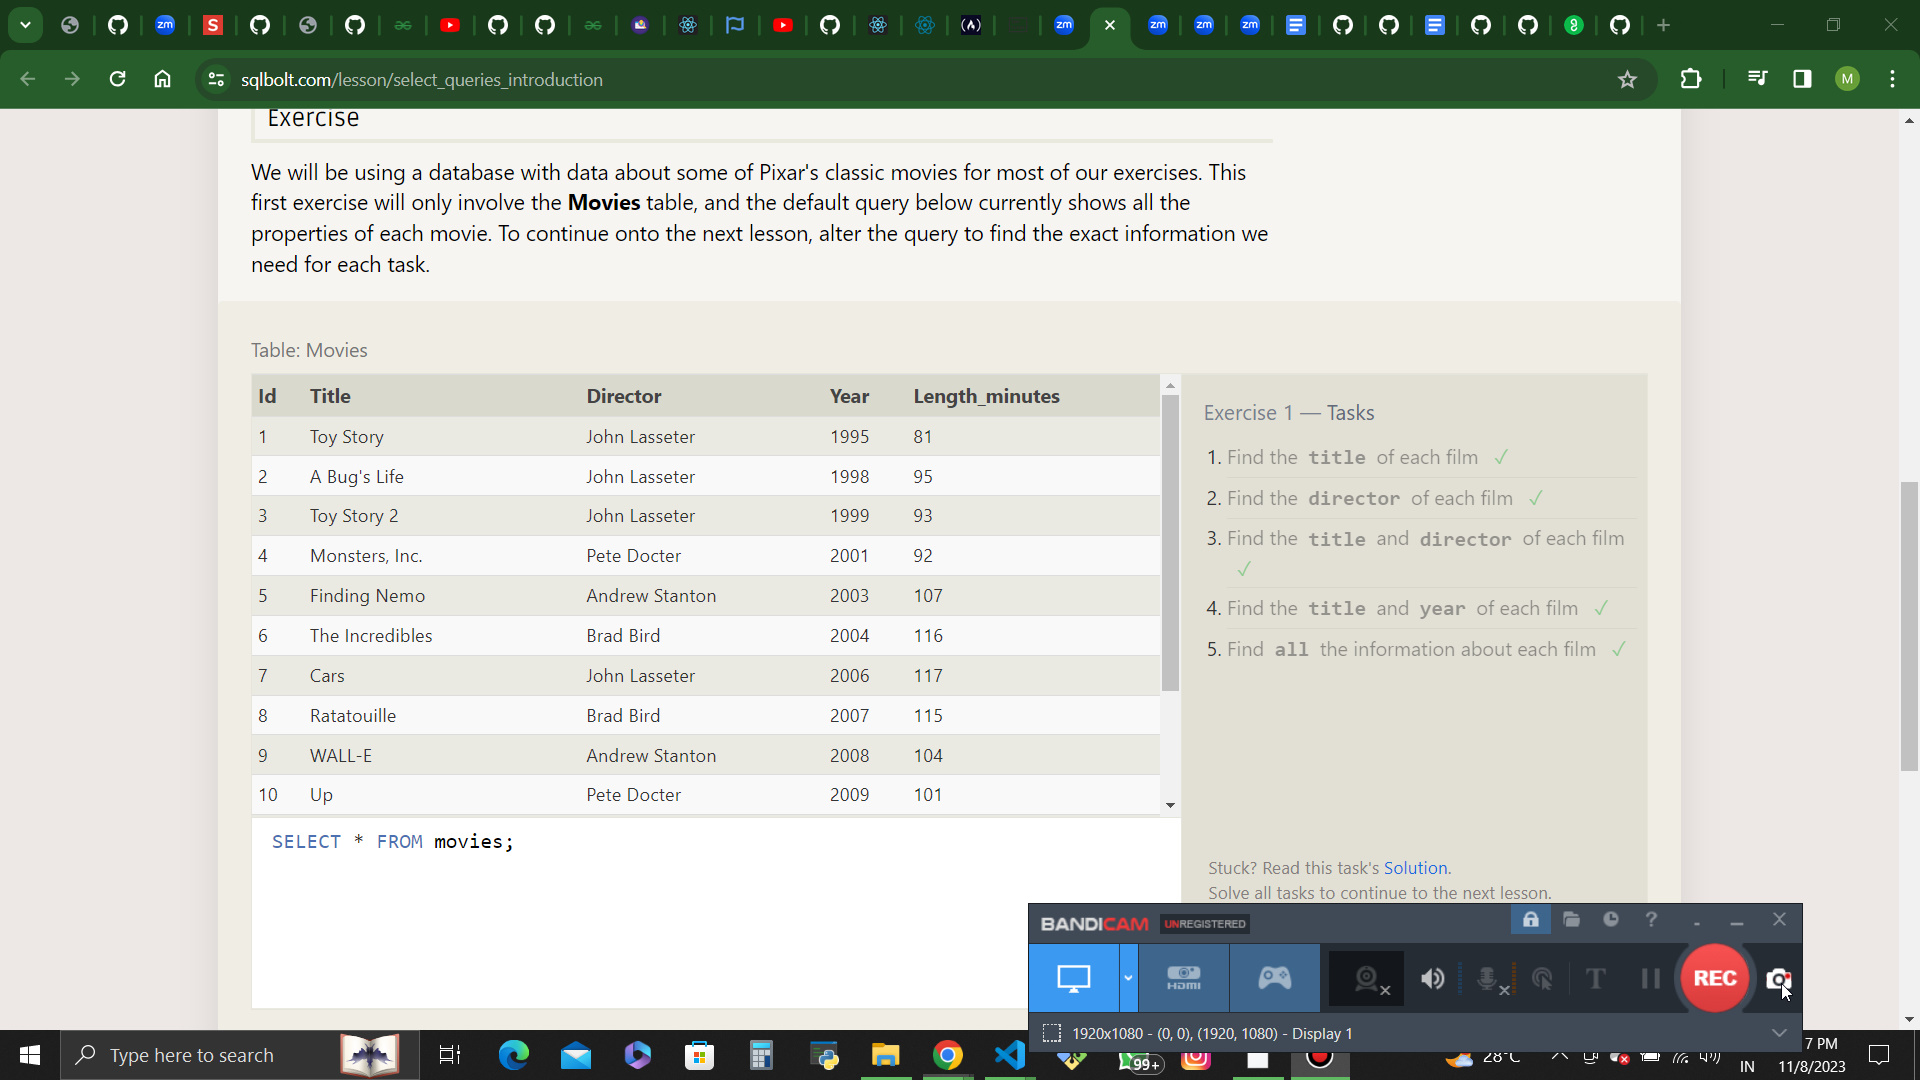 sqlbolt.com/lesson/select_queries_introduction
M
Exercise
We will be using a database with data about some of Pixar's classic movies for most of our exercises. This
first exercise will only involve the Movies table, and the default query below currently shows all the
properties of each movie. To continue onto the next lesson, alter the query to find the exact information we
need for each task.
Table: Movies
Id Title Director Year Length_minutes
1 Toy Story John Lasseter 1995 81
2 A Bug's Life John Lasseter 1998 95
3 Toy Story 2 John Lasseter 1999 93
4 Monsters, Inc. Pete Docter 2001 92
5 Finding Nemo Andrew Stanton 2003 107
6 The Incredibles Brad Bird 2004 116
7 Cars John Lasseter 2006 117
8 Ratatouille Brad Bird 2007 115
9 WALL-E Andrew Stanton 2008 104
10 Up Pete Docter 2009 101
SELECT * FROM movies;
Exercise 1 — Tasks
1. Find the title of each film ✓
2. Find the director of each film ✓
3. Find the title and director of each film
✓
4. Find the title and year of each film ✓
5. Find all the information about each film ✓
Stuck? Read this task's Solution.
Solve all tasks to continue to the next lesson.
BANDICAM UNREGISTERED
HDMI
T
REC
1920x1080 - (0, 0), (1920, 1080) - Display 1
Type here to search
99+
28°C
IN
7 PM
11/8/2023